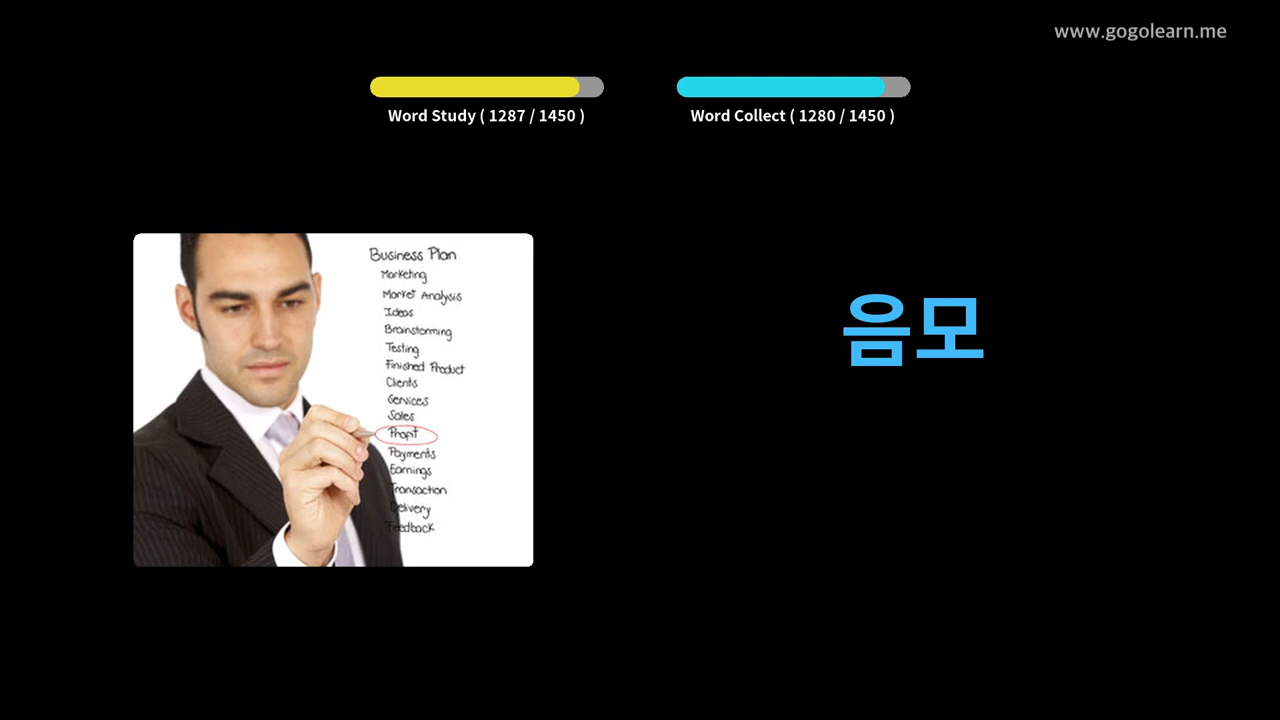 www.gogolearn.me
Word Study ( 1287 / 1450 )
Word Collect ( 1280 / 1450 )
Business Plan
Marketing
Market Analysis
Ideas
Brainstorming
Testing
Finished Product
Clients
Services
Sales
Profit
Payments
Earnings
Transaction
Delivery
Feedback
음모